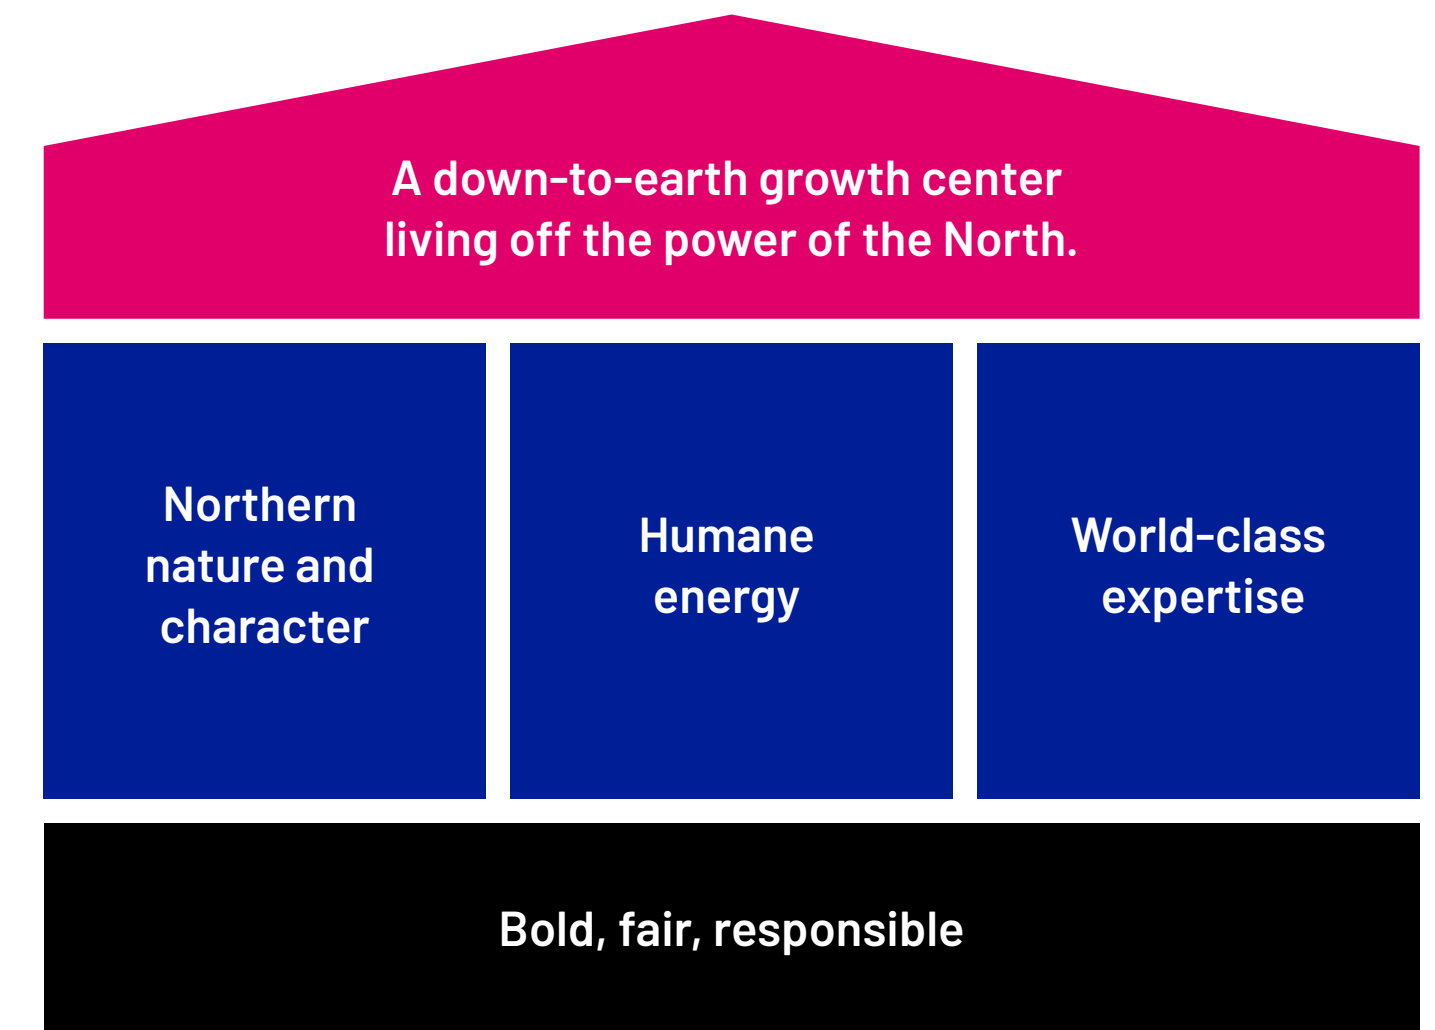 A down-to-earth growth center
living off the power of the North.
Northern
nature and
character
Humane
energy
World-class
expertise
Bold, fair, responsible